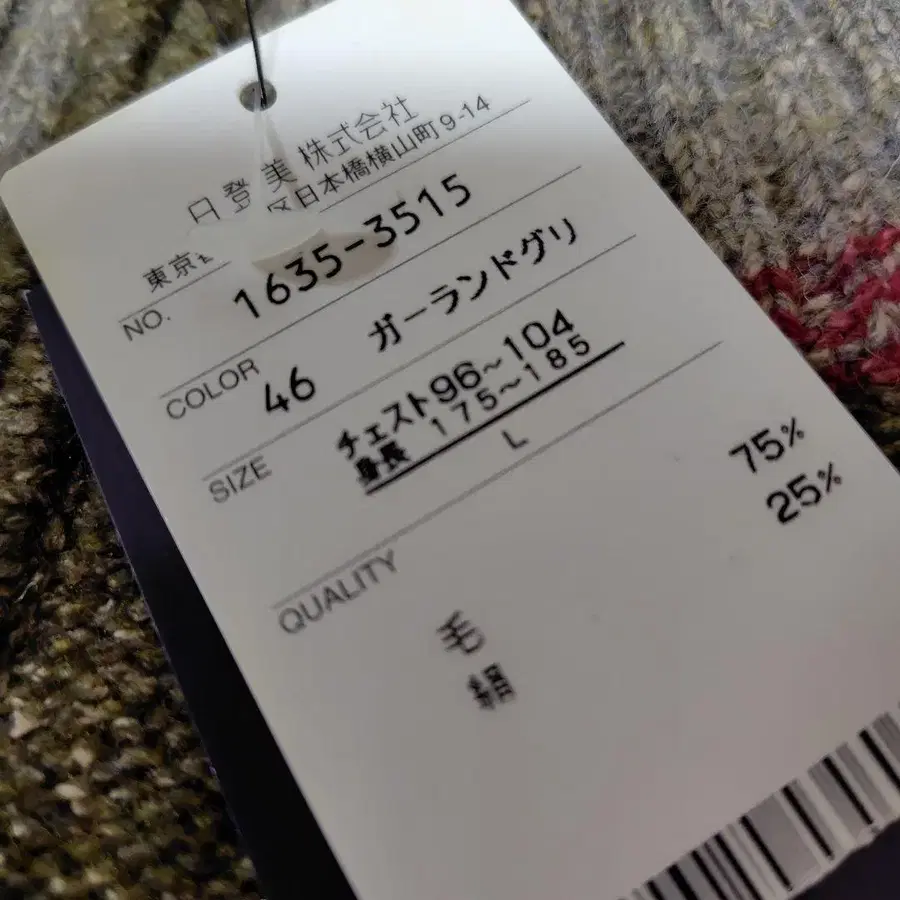 日登美株式会社
東京
区日本橋横山町9-14
NO. 1635-3515
COLOR 46 ガーランドグリ
SIZE チェスト96~104
身長 175~185
L
QUALITY
毛 75%
絹 25%